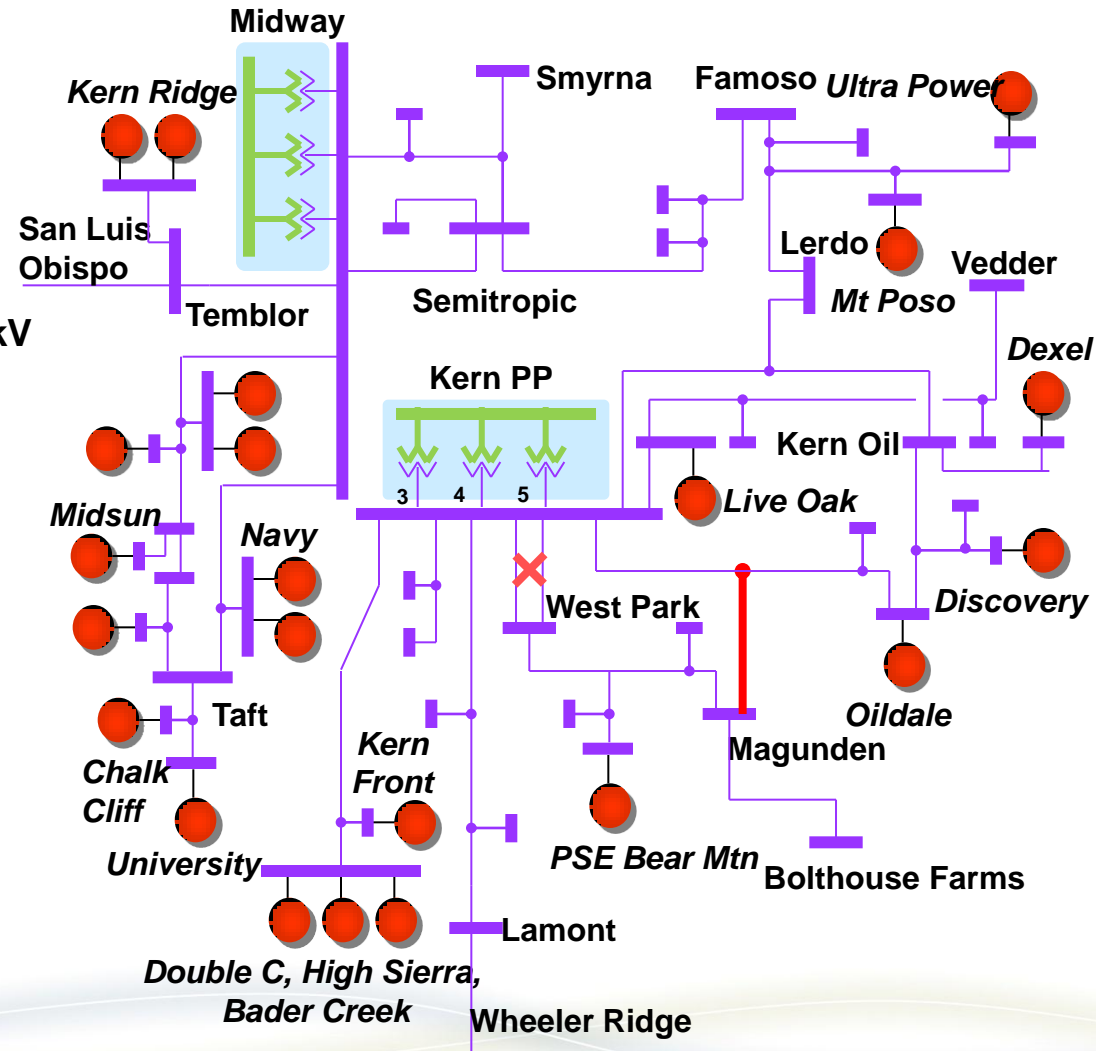 Midway
Kern Ridge
Smyrna
Famoso
Ultra Power
San Luis
Obispo
Temblor
Semitropic
Lerdo
Mt Poso
Vedder
kV
Kern PP
Dexel
3
4
5
Kern Oil
Live Oak
Midsun
Navy
West Park
Discovery
Oildale
Taft
Magunden
Chalk
Cliff
Kern
Front
University
PSE Bear Mtn
Bolthouse Farms
Lamont
Double C, High Sierra,
Bader Creek
Wheeler Ridge